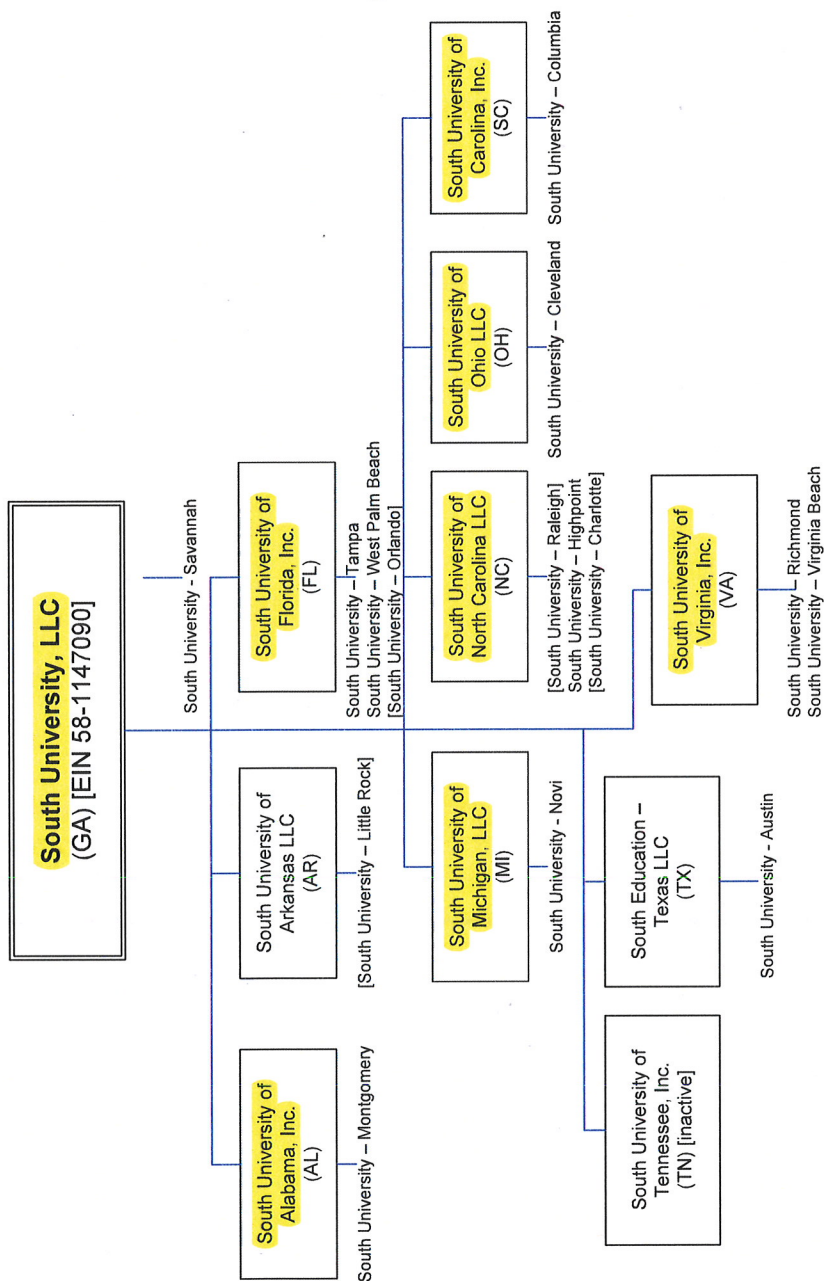 South University, LLC
(GA) [EIN 58-1147090]
South University - Savannah
South University of
Alabama, Inc.
(AL)
South University – Montgomery
South University of
Arkansas LLC
(AR)
[South University – Little Rock]
South University of
Florida, Inc.
(FL)
South University – Tampa
South University – West Palm Beach
[South University – Orlando]
South University of
Michigan, LLC
(MI)
South University - Novi
South University of
North Carolina LLC
(NC)
[South University – Raleigh]
South University – Highpoint
[South University – Charlotte]
South University of
Ohio LLC
(OH)
South University – Cleveland
South University of
Carolina, Inc.
(SC)
South University – Columbia
South University of
Tennessee, Inc.
(TN) [inactive]
South Education –
Texas LLC
(TX)
South University - Austin
South University of
Virginia, Inc.
(VA)
South University – Richmond
South University – Virginia Beach